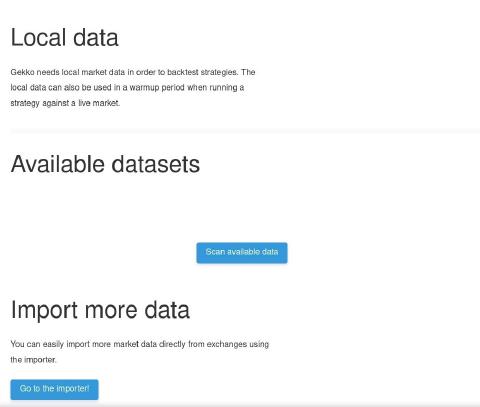 Local data
Gekko needs local market data in order to backtest strategies. The
local data can also be used in a warmup period when running a
strategy against a live market.
Available datasets
Scan available data
Import more data
You can easily import more market data directly from exchanges using
the importer.
Go to the importer!